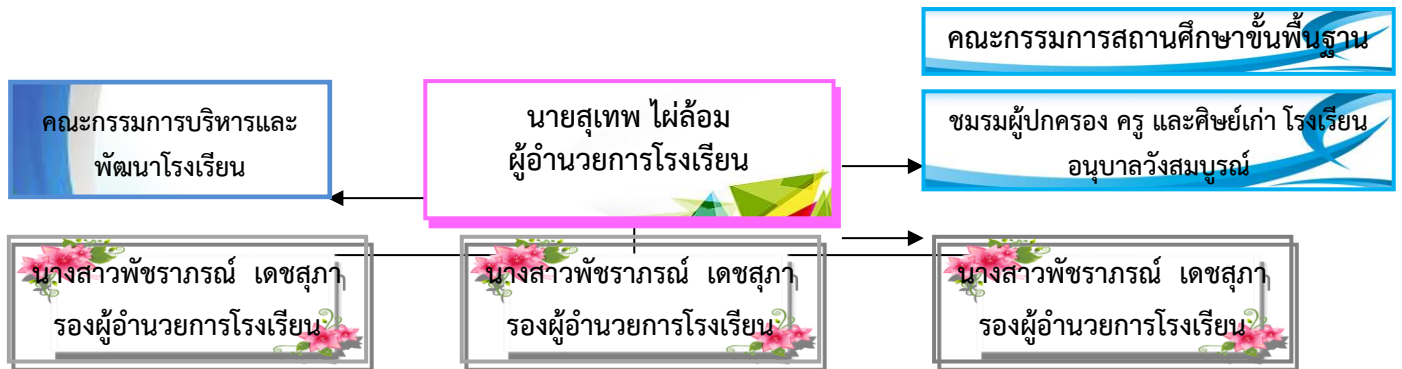 คณะกรรมการสถานศึกษาขั้นพื้นฐาน
คณะกรรมการบริหารและ
พัฒนาโรงเรียน
นายสุเทพ ไผ่ล้อม
ผู้อำนวยการโรงเรียน
ชมรมผู้ปกครอง ครู และศิษย์เก่า โรงเรียน
อนุบาลวังสมบูรณ์
นางสาวพัชราภรณ์ เดชสุภา
รองผู้อำนวยการโรงเรียน
นางสาวพัชราภรณ์ เดชสุภา
รองผู้อำนวยการโรงเรียน
นางสาวพัชราภรณ์ เดชสุภา
รองผู้อำนวยการโรงเรียน